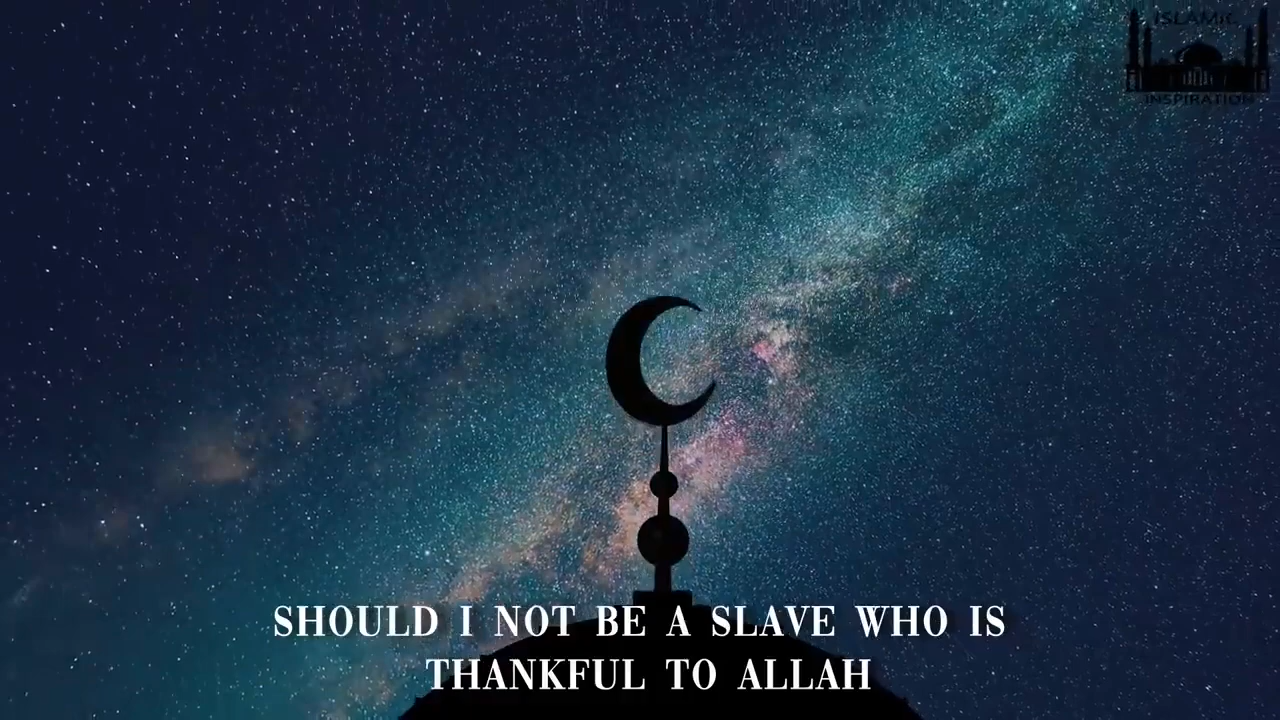 ISLAMIC
INSPIRATION
SHOULD I NOT BE A SLAVE WHO IS
THANKFUL TO ALLAH